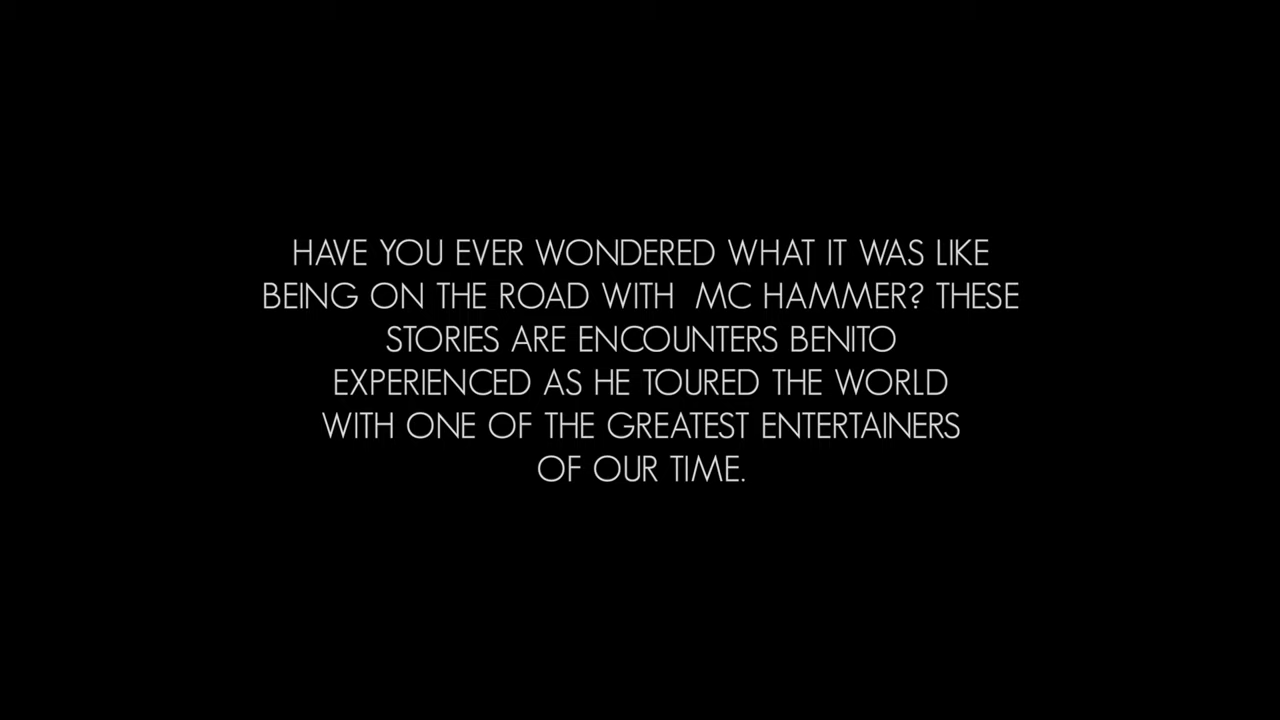 HAVE YOU EVER WONDERED WHAT IT WAS LIKE
BEING ON THE ROAD WITH  MC HAMMER? THESE
STORIES ARE ENCOUNTERS BENITO
EXPERIENCED AS HE TOURED THE WORLD
WITH ONE OF THE GREATEST ENTERTAINERS
OF OUR TIME.